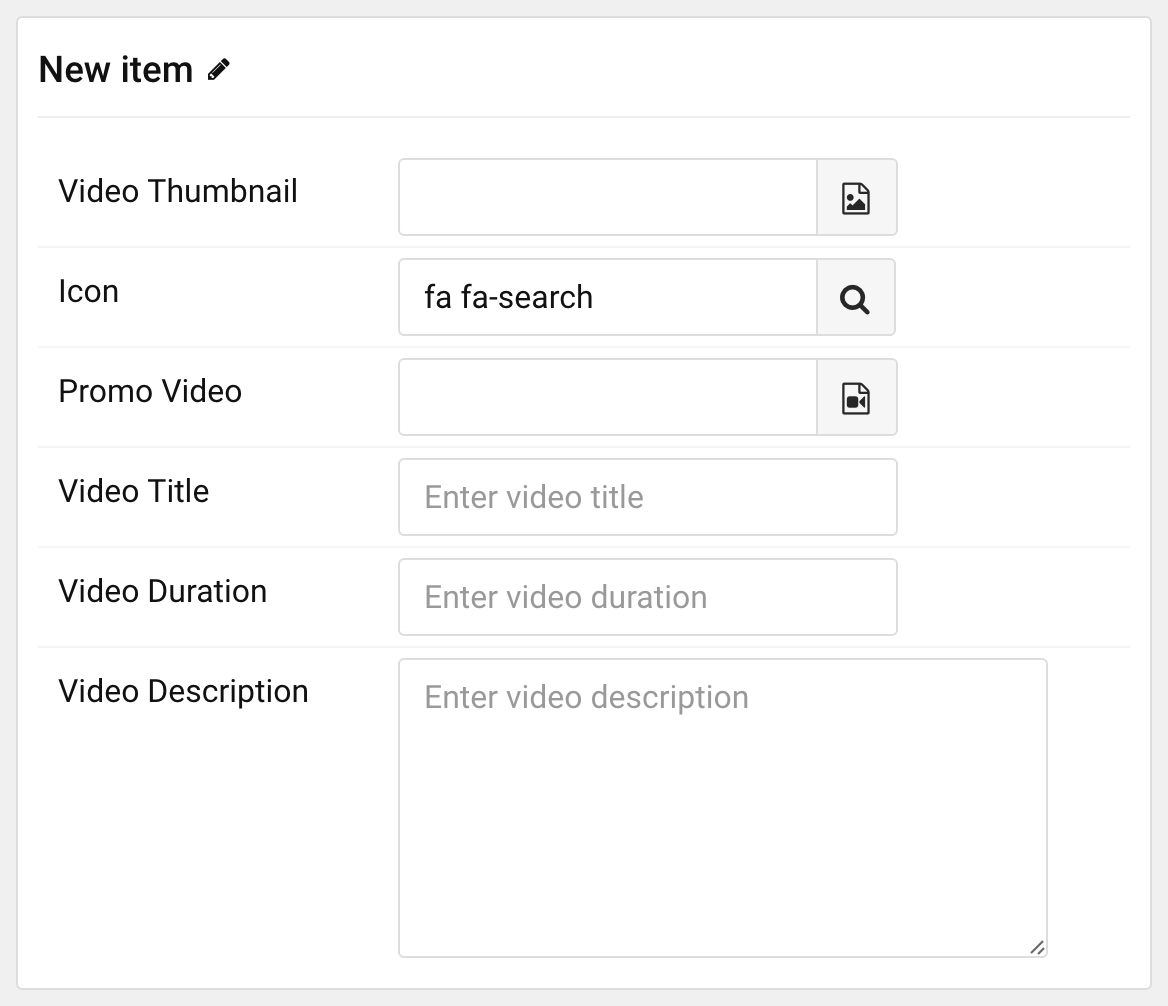 New item
Video Thumbnail
Icon
fa fa-search
Promo Video
Video Title
Enter video title
Video Duration
Enter video duration
Video Description
Enter video description